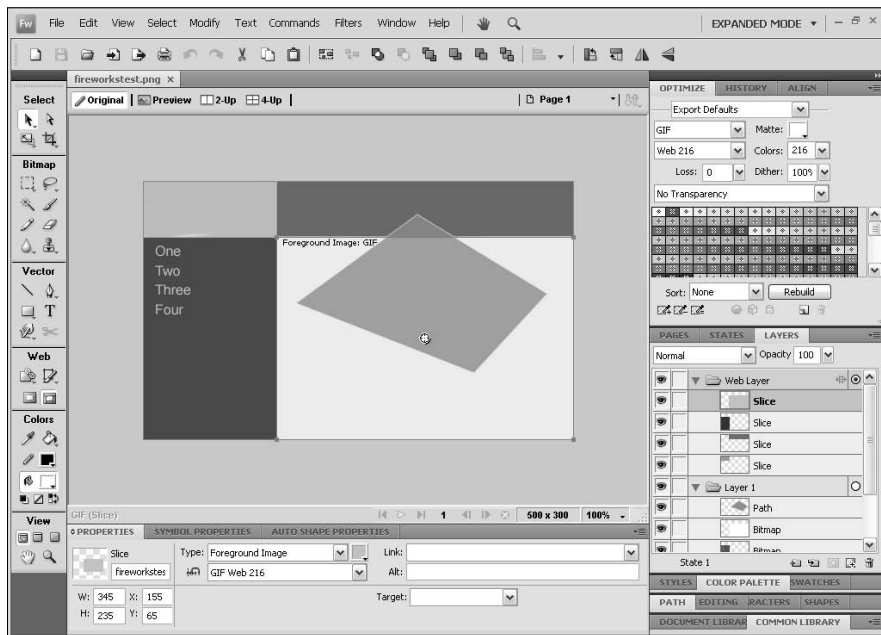 Fw File Edit View Select Modify Text Commands Filters Window Help EXPANDED MODE
fireworkstest.png ×
Original Preview 2-Up 4-Up Page 1
Select
Bitmap
Vector
Web
Colors
View
Foreground Image: GIF
One
Two
Three
Four
GIF (Slice) 1 500 x 300 100%
PROPERTIES SYMBOL PROPERTIES AUTO SHAPE PROPERTIES
Slice Type: Foreground Image Link:
fireworkstes GIF Web 216 Alt:
W: 345 X: 155 Target:
H: 235 Y: 65
OPTIMIZE HISTORY ALIGN
Export Defaults
GIF Matte:
Web 216 Colors: 216
Loss: 0 Dither: 100%
No Transparency
Sort: None Rebuild
PAGES STATES LAYERS
Normal Opacity 100
Web Layer
Slice
Slice
Slice
Slice
Layer 1
Path
Bitmap
Bitmap
State 1
STYLES COLOR PALETTE SWATCHES
PATH EDITING RACTERS SHAPES
DOCUMENT LIBRAR COMMON LIBRARY